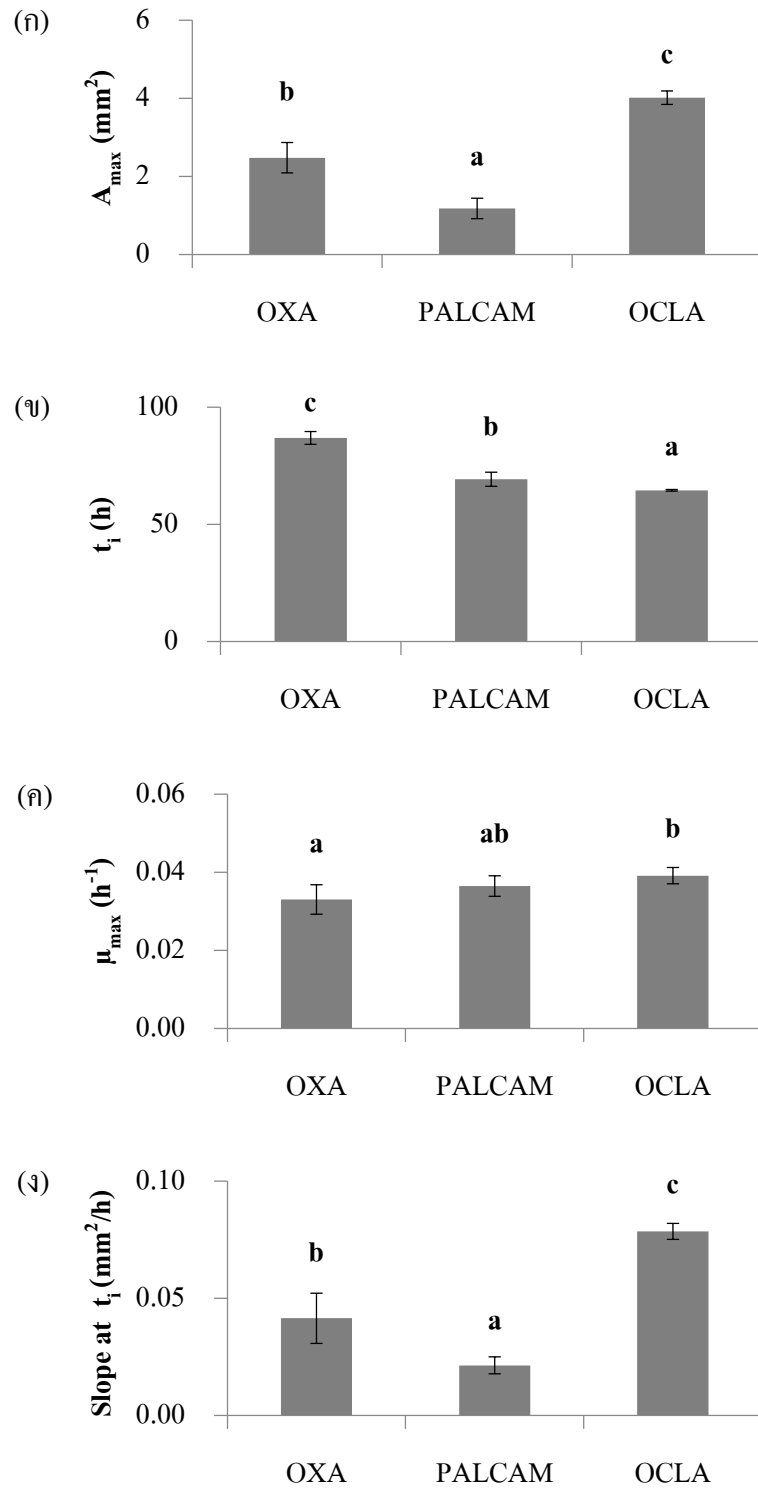 (ก)
A_max (mm²)
6
4
2
0
b
a
c
OXA PALCAM OCLA
(ข)
t_i (h)
100
50
0
c
b
a
OXA PALCAM OCLA
(ค)
μ_max (h⁻¹)
0.06
0.04
0.02
0.00
a
ab
b
OXA PALCAM OCLA
(ง)
Slope at t_i (mm²/h)
0.10
0.05
0.00
b
a
c
OXA PALCAM OCLA